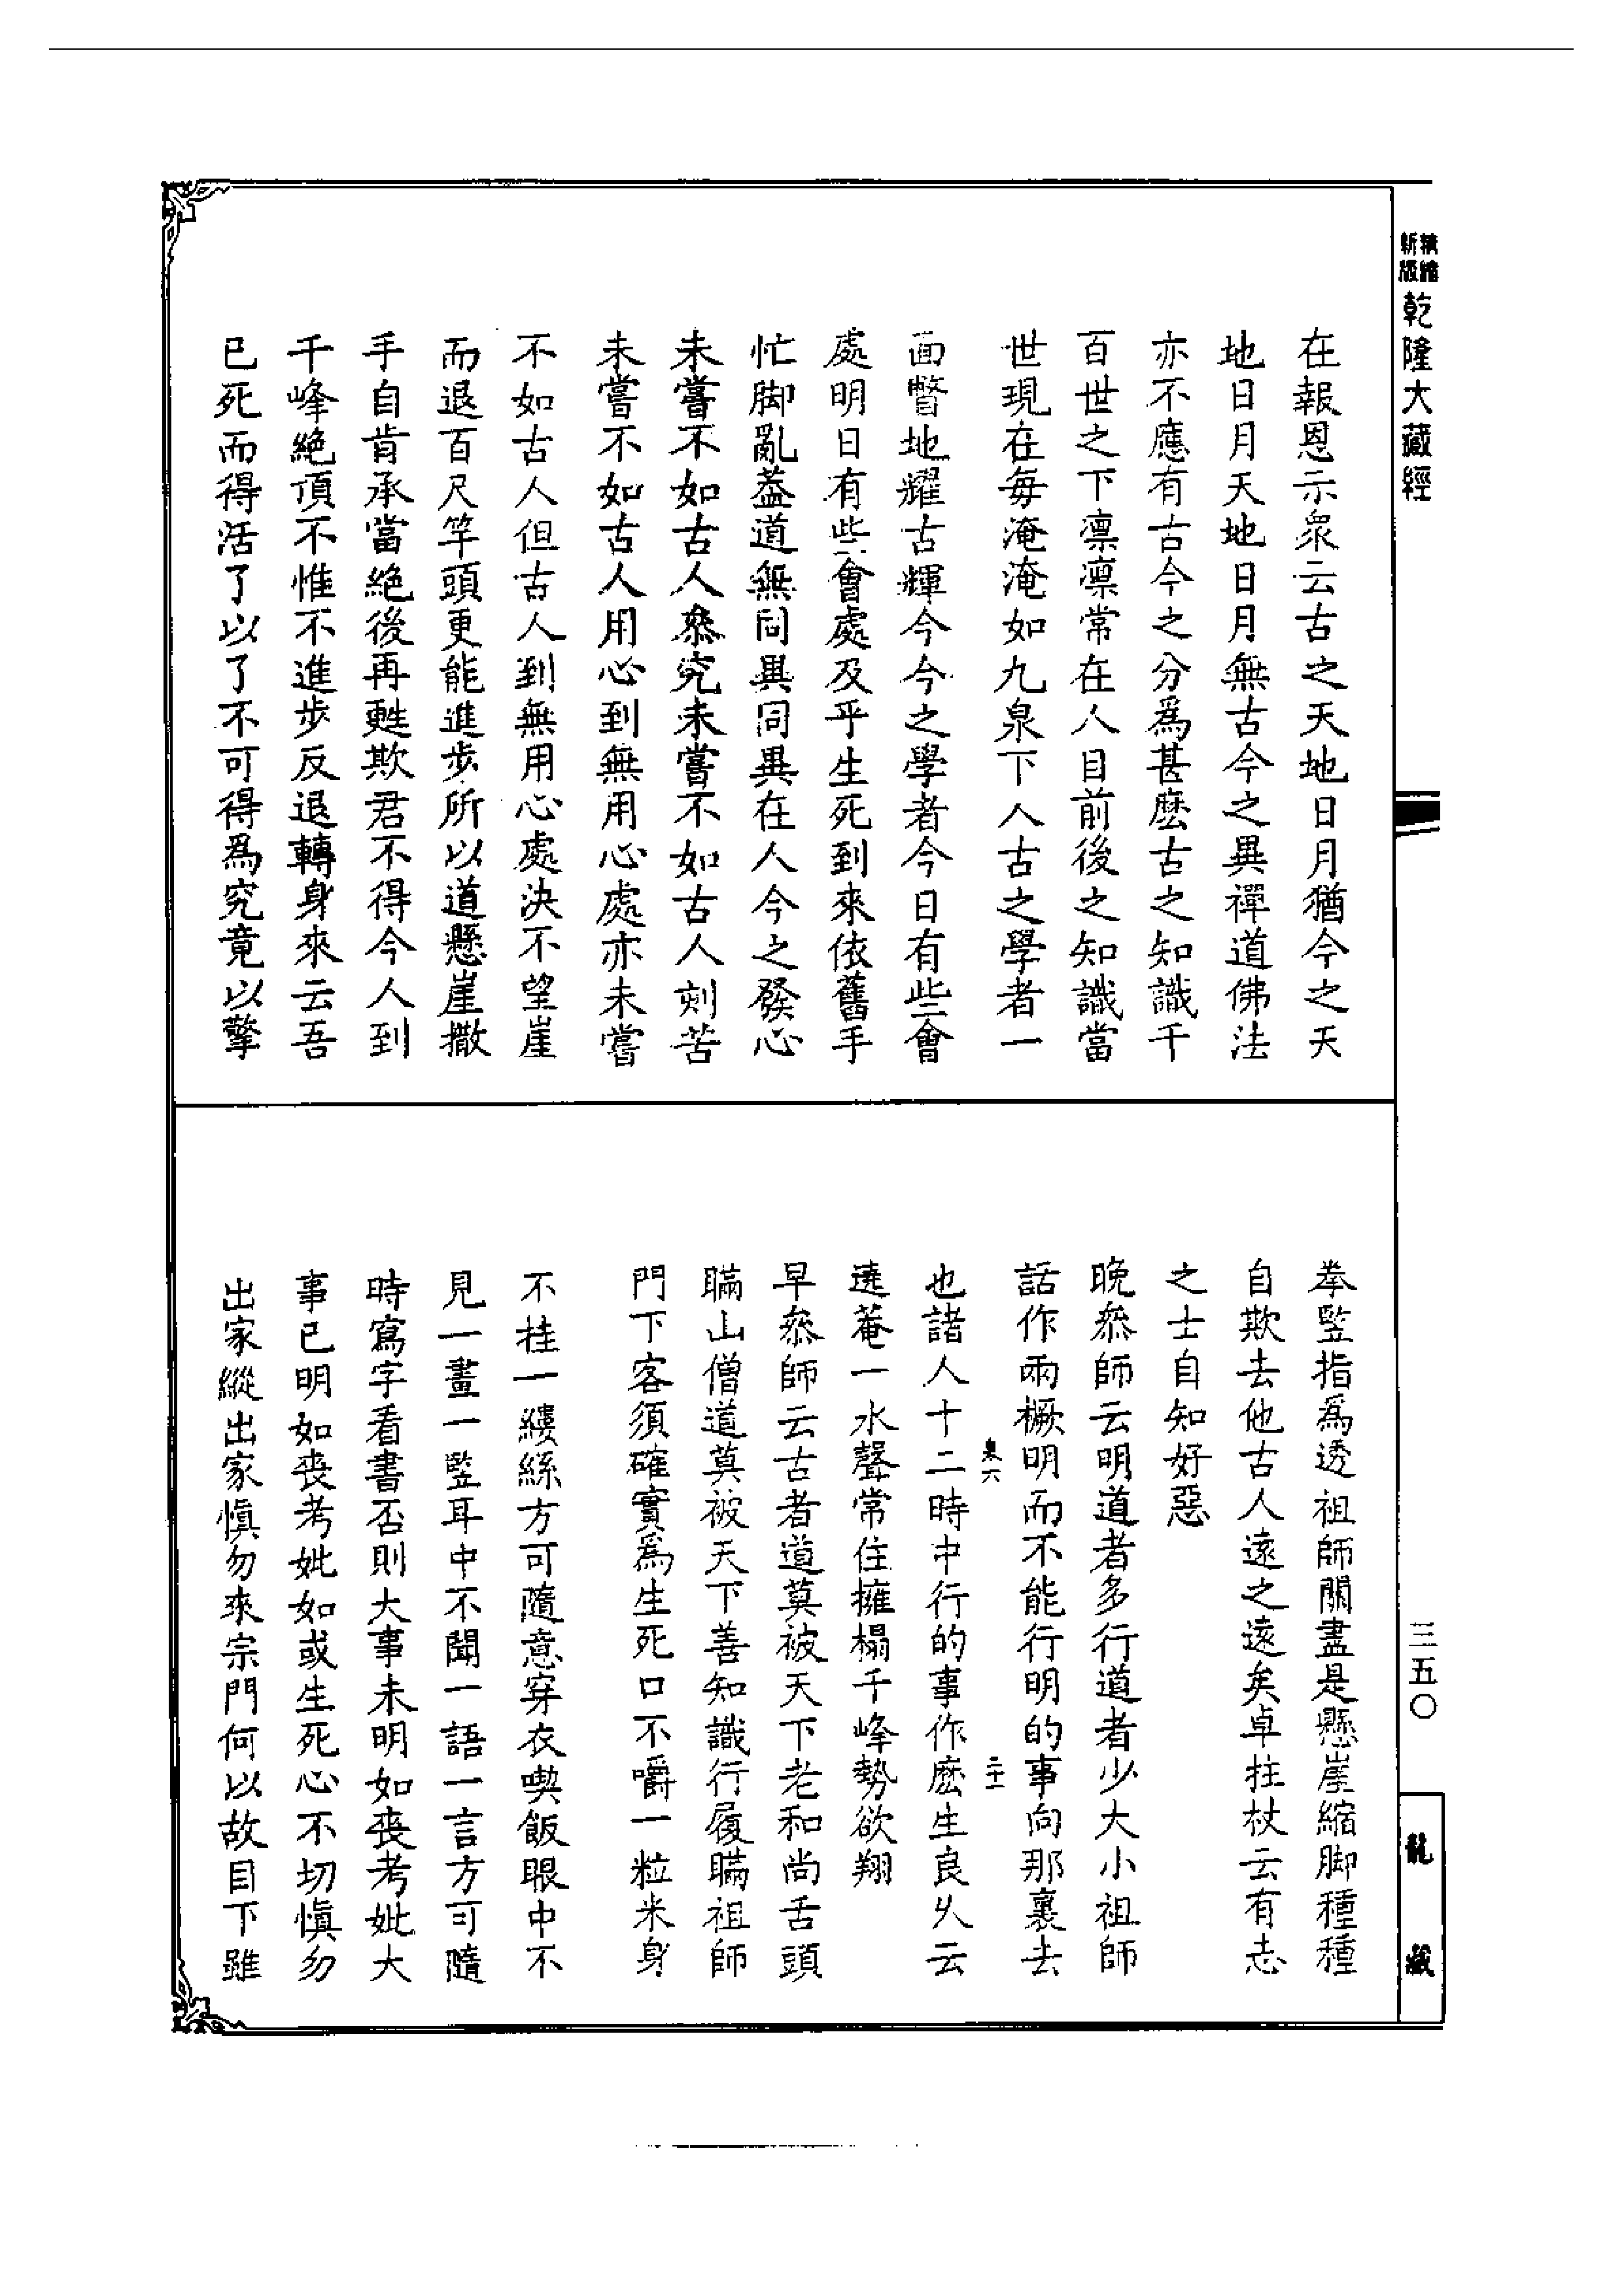 精縮新版 乾隆大藏經
在報恩示衆云古之天地日月猶今之天
地日月天地日月無古今之異禪道佛法
亦不應有古今之分爲甚麽古之知識千
百世之下凛凛常在人目前後之知識當
世現在每淹淹如九泉下人古之學者一
面瞥地耀古輝今今之學者今日有些會
處明日有些會處及乎生死到來依舊手
忙脚亂葢道無同異同異在人今之發心
未嘗不如古人叅究未嘗不如古人刻苦
未嘗不如古人用心到無用心處亦未嘗
不如古人但古人到無用心處決不望崖
而退百尺竿頭更能進步所以道懸崖撒
手自肯承當絶後再甦欺君不得今人到
千峰絶頂不惟不進步反退轉身來云吾
已死而得活了以了不可得爲究竟以擎
拳竪指爲透祖師關盡是懸崖縮脚種種
自欺去他古人遠之遠矣卓拄杖云有志
之士自知好惡
晚叅師云明道者多行道者少大小祖師
話作兩橛明而不能行明的事向那裏去
泉六 二十
也諸人十二時中行的事作麽生良久云
遶菴一水聲常住擁榻千峰勢欲翔
早叅師云古者道莫被天下老和尚舌頭
瞞山僧道莫被天下善知識行履瞞祖師
門下客須確實爲生死口不嚼一粒米身
不挂一縷絲方可隨意穿衣喫飯眼中不
見一畫一竪耳中不聞一語一言方可隨
時寫字看書否則大事未明如喪考妣大
事已明如喪考妣如或生死心不切愼勿
出家縱出家愼勿來宗門何以故目下雖
三五〇
龍藏